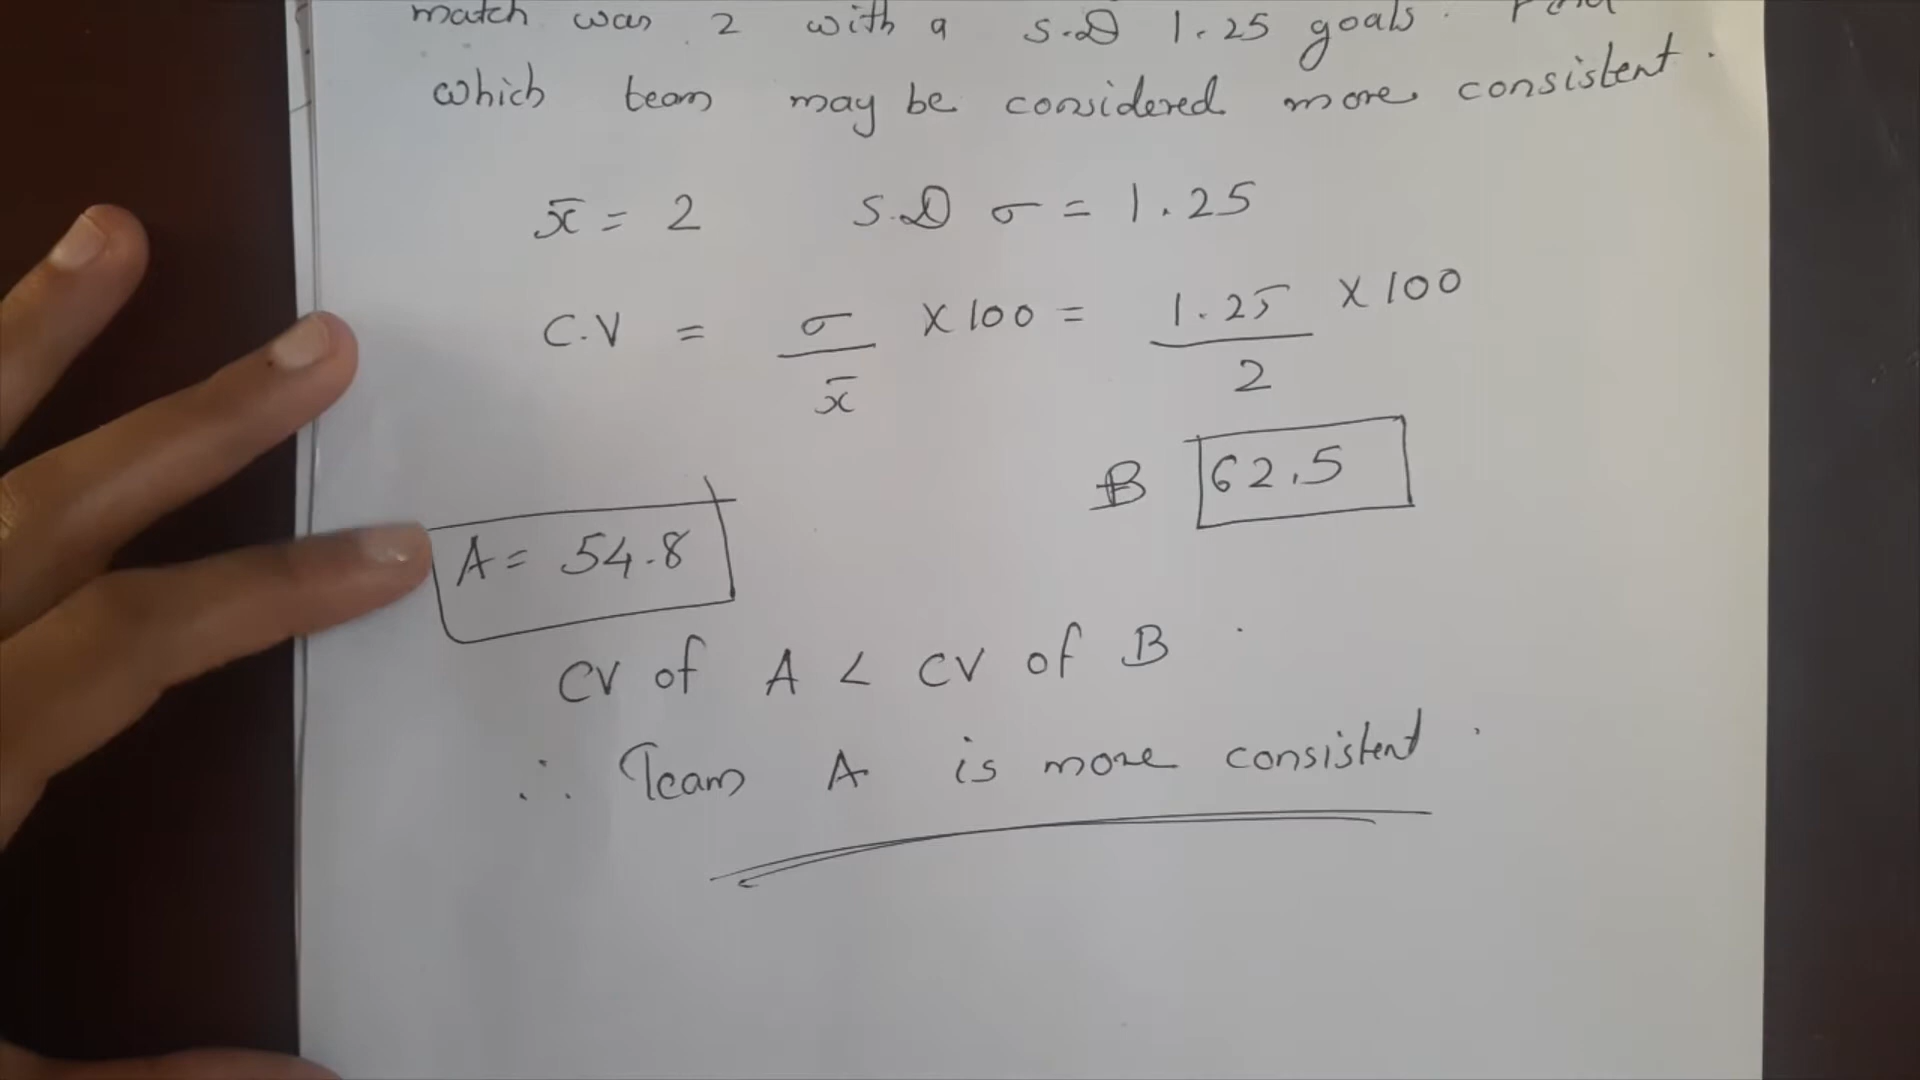 match was 2 with a S.D 1.25 goals. Find
which team may be considered more consistent.
x̄ = 2 S.D σ = 1.25
C.V = σ/x̄ × 100 = 1.25/2 × 100
B 62.5
A = 54.8
CV of A < CV of B.
∴ Team A is more consistent.